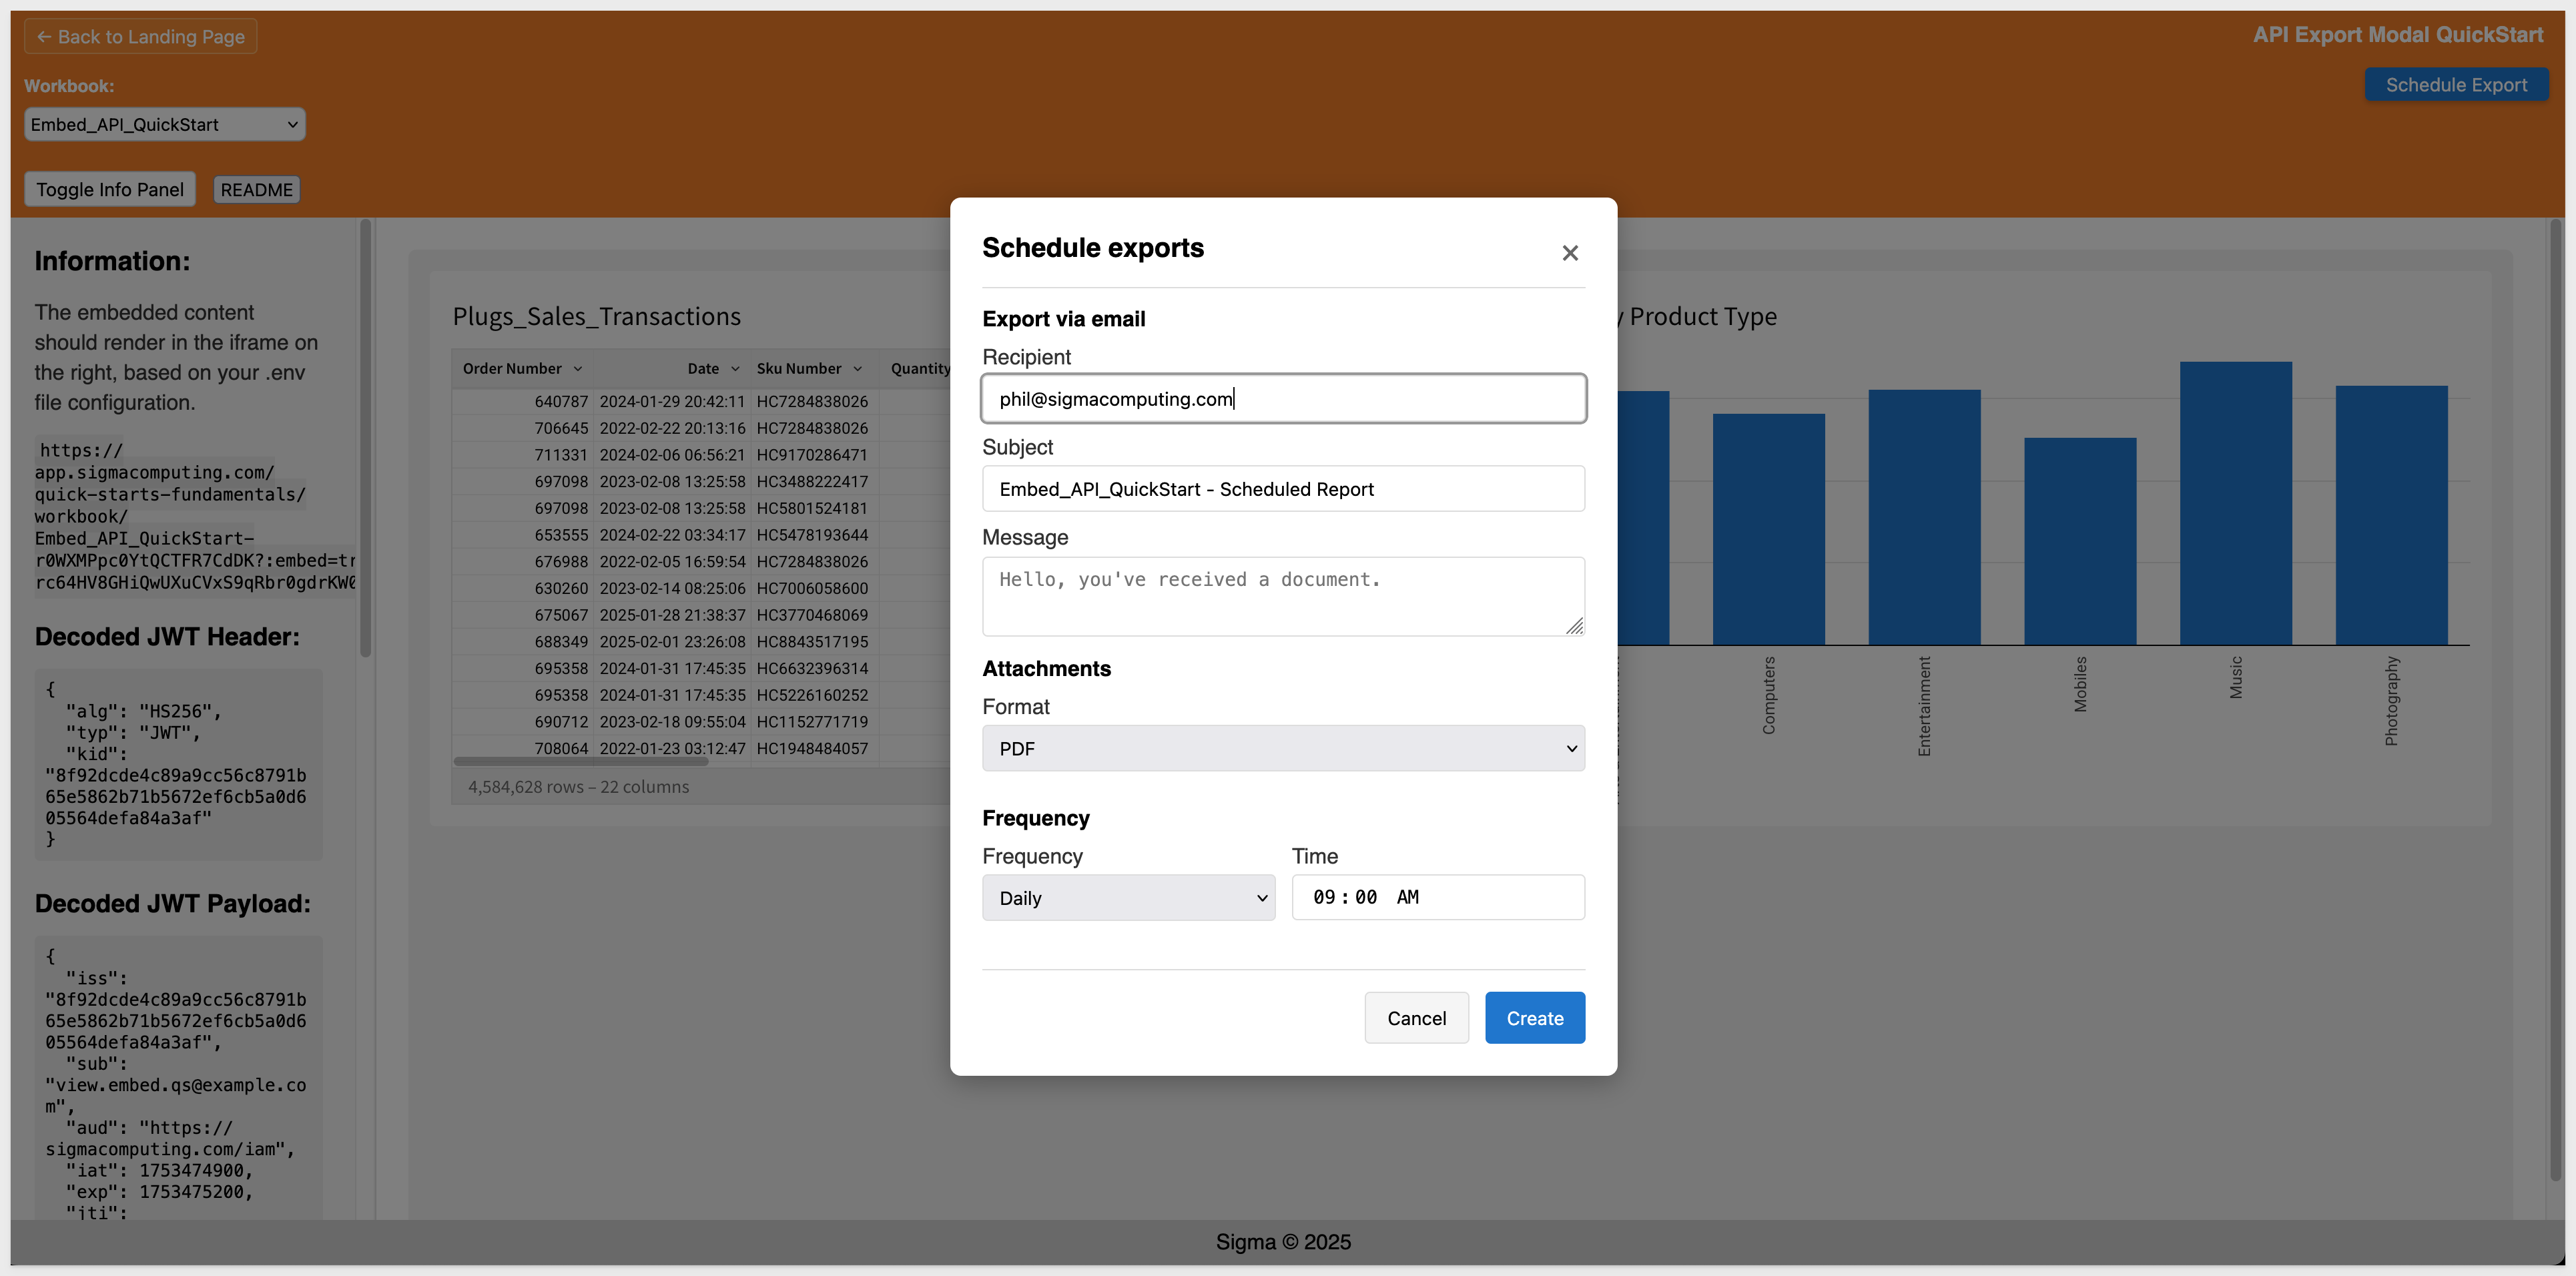 ← Back to Landing Page
API Export Modal QuickStart
Workbook:
Schedule Export
Embed_API_QuickStart
Toggle Info Panel
README
Information:
The embedded content
should render in the iframe on
the right, based on your .env
file configuration.
https://
app.sigmacomputing.com/
quick-starts-fundamentals/
workbook/
Embed_API_QuickStart-
r0WXMPpc0YtQCTFR7CdDK?:embed=tr
rc64HV8GHiQwUXuCVxS9qRbr0gdrKW0
Decoded JWT Header:
{
"alg": "HS256",
"typ": "JWT",
"kid":
"8f92dcde4c89a9cc56c8791b
65e5862b71b5672ef6cb5a0d6
05564defa84a3af"
}
Decoded JWT Payload:
{
"iss":
"8f92dcde4c89a9cc56c8791b
65e5862b71b5672ef6cb5a0d6
05564defa84a3af",
"sub":
"view.embed.qs@example.co
m",
"aud": "https://
sigmacomputing.com/iam",
"iat": 1753474900,
"exp": 1753475200,
"jti":
Plugs_Sales_Transactions
Order Number Date Sku Number Quantity
640787 2024-01-29 20:42:11 HC7284838026
706645 2022-02-22 20:13:16 HC7284838026
711331 2024-02-06 06:56:21 HC9170286471
697098 2023-02-08 13:25:58 HC3488222417
697098 2023-02-08 13:25:58 HC5801524181
653555 2024-02-22 03:34:17 HC5478193644
676988 2022-02-05 16:59:54 HC7284838026
630260 2023-02-14 08:25:06 HC7006058600
675067 2025-01-28 21:38:37 HC3770468069
688349 2025-02-01 23:26:08 HC8843517195
695358 2024-01-31 17:45:35 HC6632396314
695358 2024-01-31 17:45:35 HC5226160252
690712 2023-02-18 09:55:04 HC1152771719
708064 2022-01-23 03:12:47 HC1948484057
4,584,628 rows – 22 columns
Schedule exports
×
Export via email
Recipient
phil@sigmacomputing.com
Subject
Embed_API_QuickStart - Scheduled Report
Message
Hello, you've received a document.
Attachments
Format
PDF
Frequency
Frequency
Time
Daily
09:00 AM
Cancel
Create
Product Type
Computers
Entertainment
Mobiles
Music
Photography
Sigma © 2025